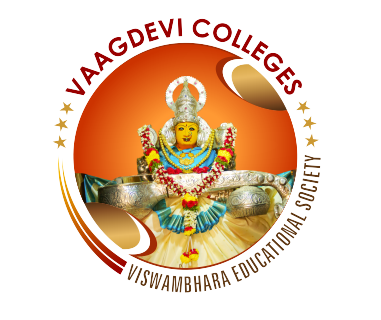 VAAGDEVI COLLEGES
VISWAMBHARA EDUCATIONAL SOCIETY